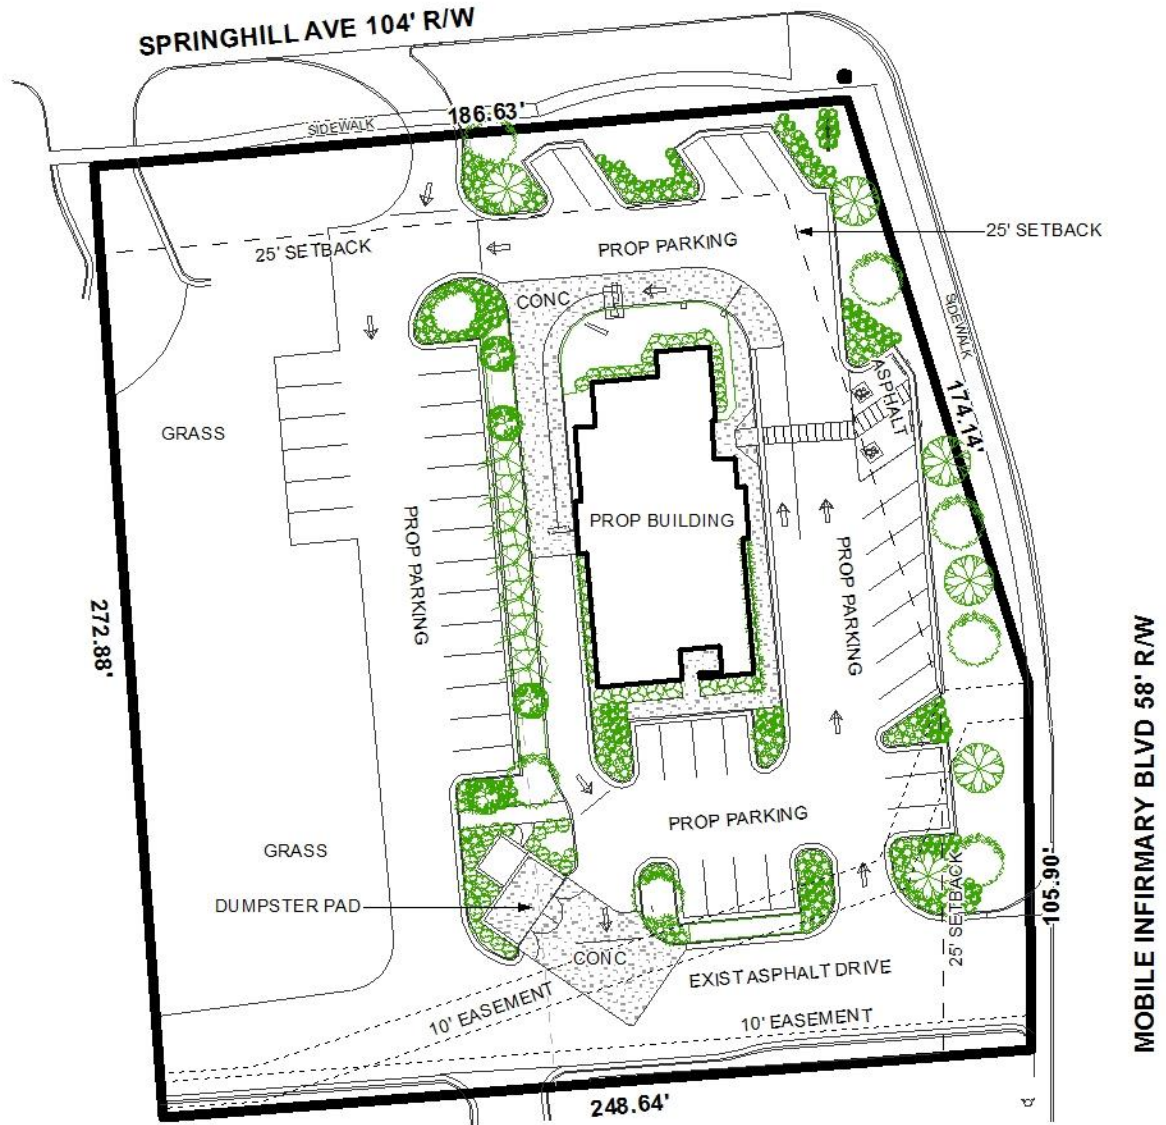 SPRINGHILL AVE 104' R/W
186.63'
SIDEWALK
25' SETBACK
PROP PARKING
25' SETBACK
CONC
SIDEWALK
ASPHALT
174.14'
GRASS
PROP BUILDING
PROP PARKING
PROP PARKING
272.88'
MOBILE INFIRMARY BLVD 58' R/W
PROP PARKING
GRASS
DUMPSTER PAD
105.90'
25' SETBACK
CONC
EXIST ASPHALT DRIVE
10' EASEMENT
10' EASEMENT
248.64'